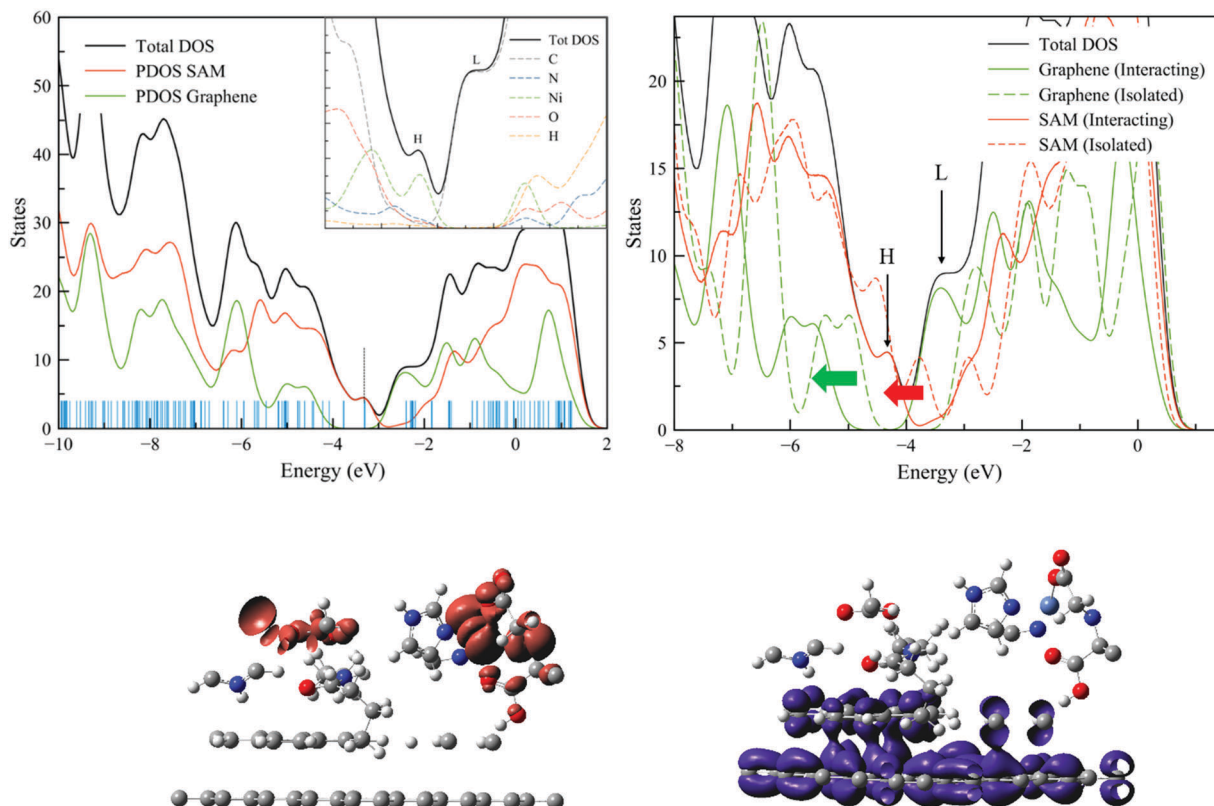 60
50
40
30
20
10
0
States
Total DOS
PDOS SAM
PDOS Graphene
H
L
Tot DOS
C
N
Ni
O
H
−10
−8
−6
−4
−2
0
2
Energy (eV)
20
15
10
5
0
States
Total DOS
Graphene (Interacting)
Graphene (Isolated)
SAM (Interacting)
SAM (Isolated)
L
H
−8
−6
−4
−2
0
Energy (eV)